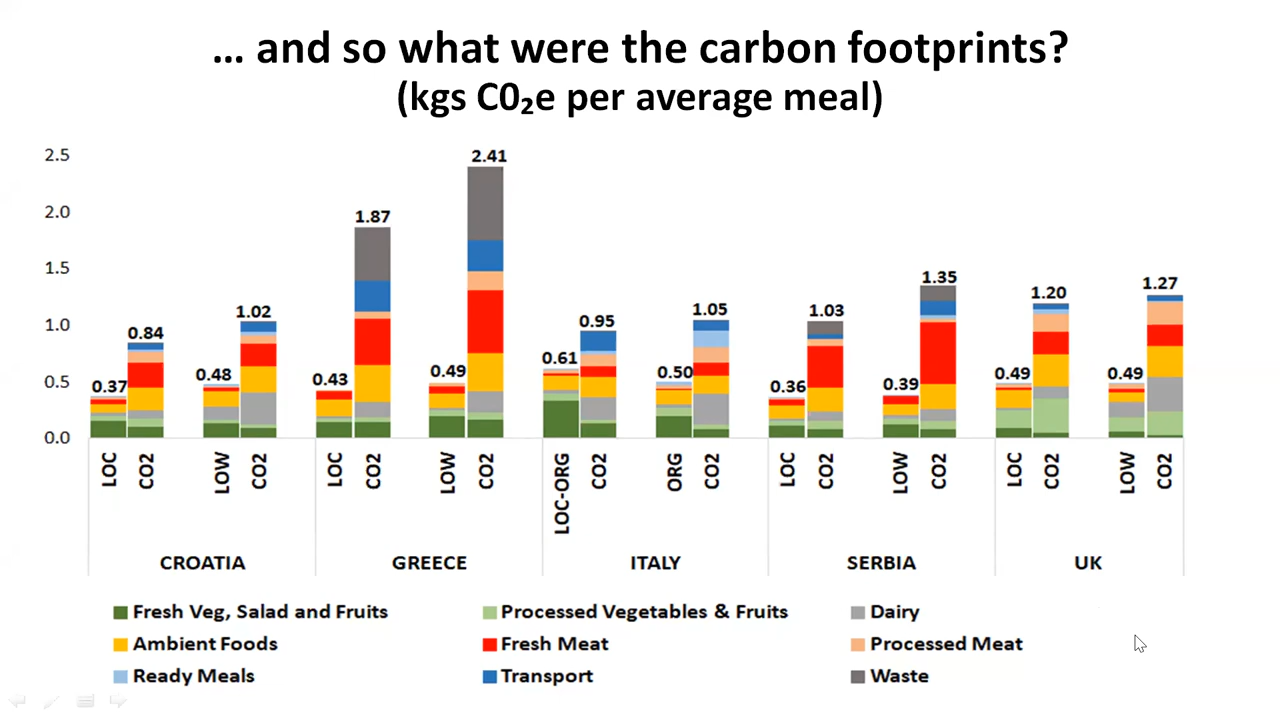 … and so what were the carbon footprints?
(kgs C0₂e per average meal)
2.5
2.0
1.5
1.0
0.5
0.0
0.37
0.84
0.48
1.02
0.43
1.87
0.49
2.41
0.61
0.95
0.50
1.05
0.36
1.03
0.39
1.35
0.49
1.20
0.49
1.27
LOC
CO2
LOW
CO2
LOC
CO2
LOW
CO2
LOC-ORG
CO2
ORG
CO2
LOC
CO2
LOW
CO2
LOC
CO2
LOW
CO2
CROATIA
GREECE
ITALY
SERBIA
UK
Fresh Veg, Salad and Fruits
Processed Vegetables & Fruits
Dairy
Ambient Foods
Fresh Meat
Processed Meat
Ready Meals
Transport
Waste